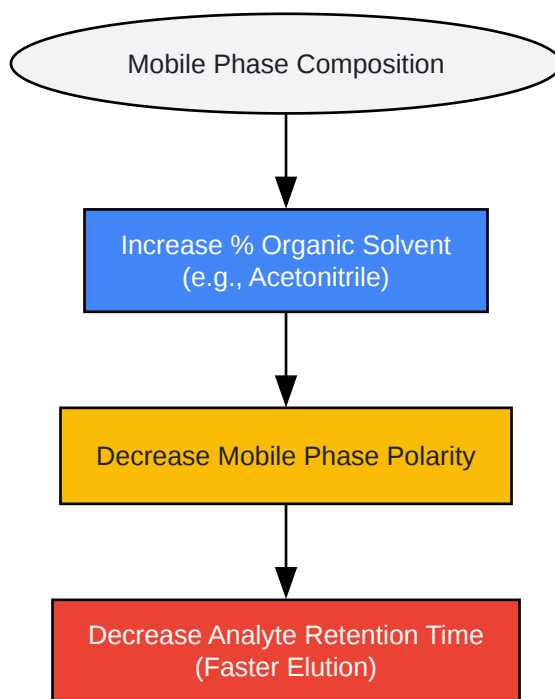 Mobile Phase Composition
Increase % Organic Solvent
(e.g., Acetonitrile)
Decrease Mobile Phase Polarity
Decrease Analyte Retention Time
(Faster Elution)